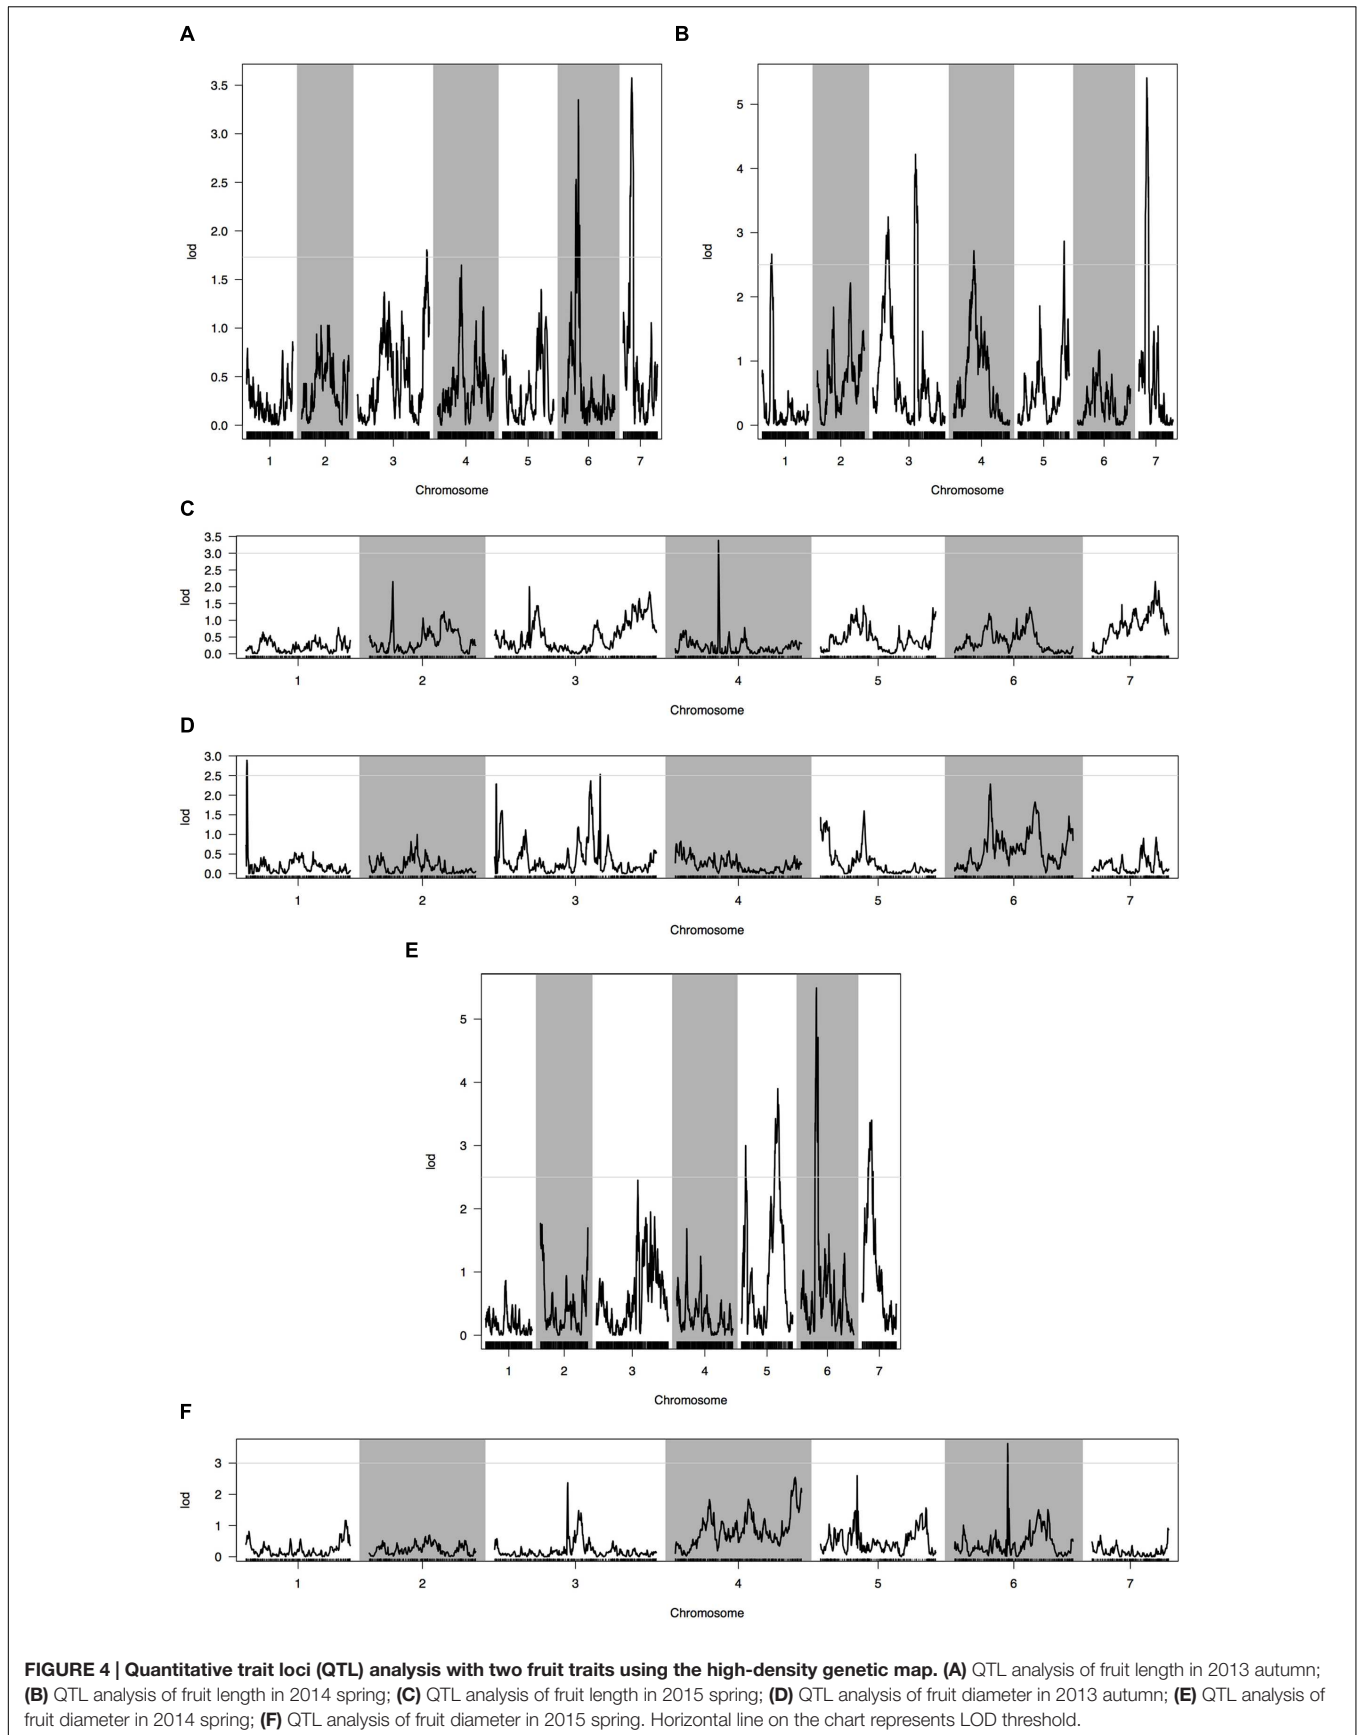 A
B
3.5
3.0
2.5
2.0
1.5
1.0
0.5
0.0
lod
1 2 3 4 5 6 7
Chromosome
5
4
3
2
1
0
lod
1 2 3 4 5 6 7
Chromosome
C
3.5
3.0
2.5
2.0
1.5
1.0
0.5
0.0
lod
1 2 3 4 5 6 7
Chromosome
D
3.0
2.5
2.0
1.5
1.0
0.5
0.0
lod
1 2 3 4 5 6 7
Chromosome
E
5
4
3
2
1
0
lod
1 2 3 4 5 6 7
Chromosome
F
3
2
1
0
lod
1 2 3 4 5 6 7
Chromosome
FIGURE 4 | Quantitative trait loci (QTL) analysis with two fruit traits using the high-density genetic map. (A) QTL analysis of fruit length in 2013 autumn;
(B) QTL analysis of fruit length in 2014 spring; (C) QTL analysis of fruit length in 2015 spring; (D) QTL analysis of fruit diameter in 2013 autumn; (E) QTL analysis of
fruit diameter in 2014 spring; (F) QTL analysis of fruit diameter in 2015 spring. Horizontal line on the chart represents LOD threshold.